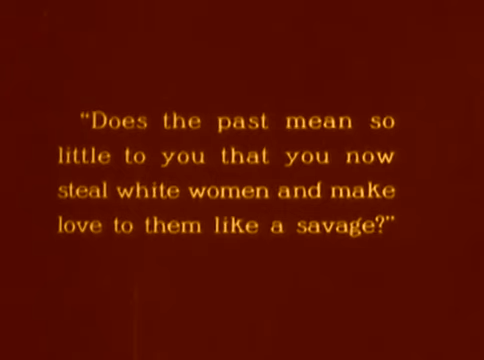 "Does the past mean so
little to you that you now
steal white women and make
love to them like a savage?"